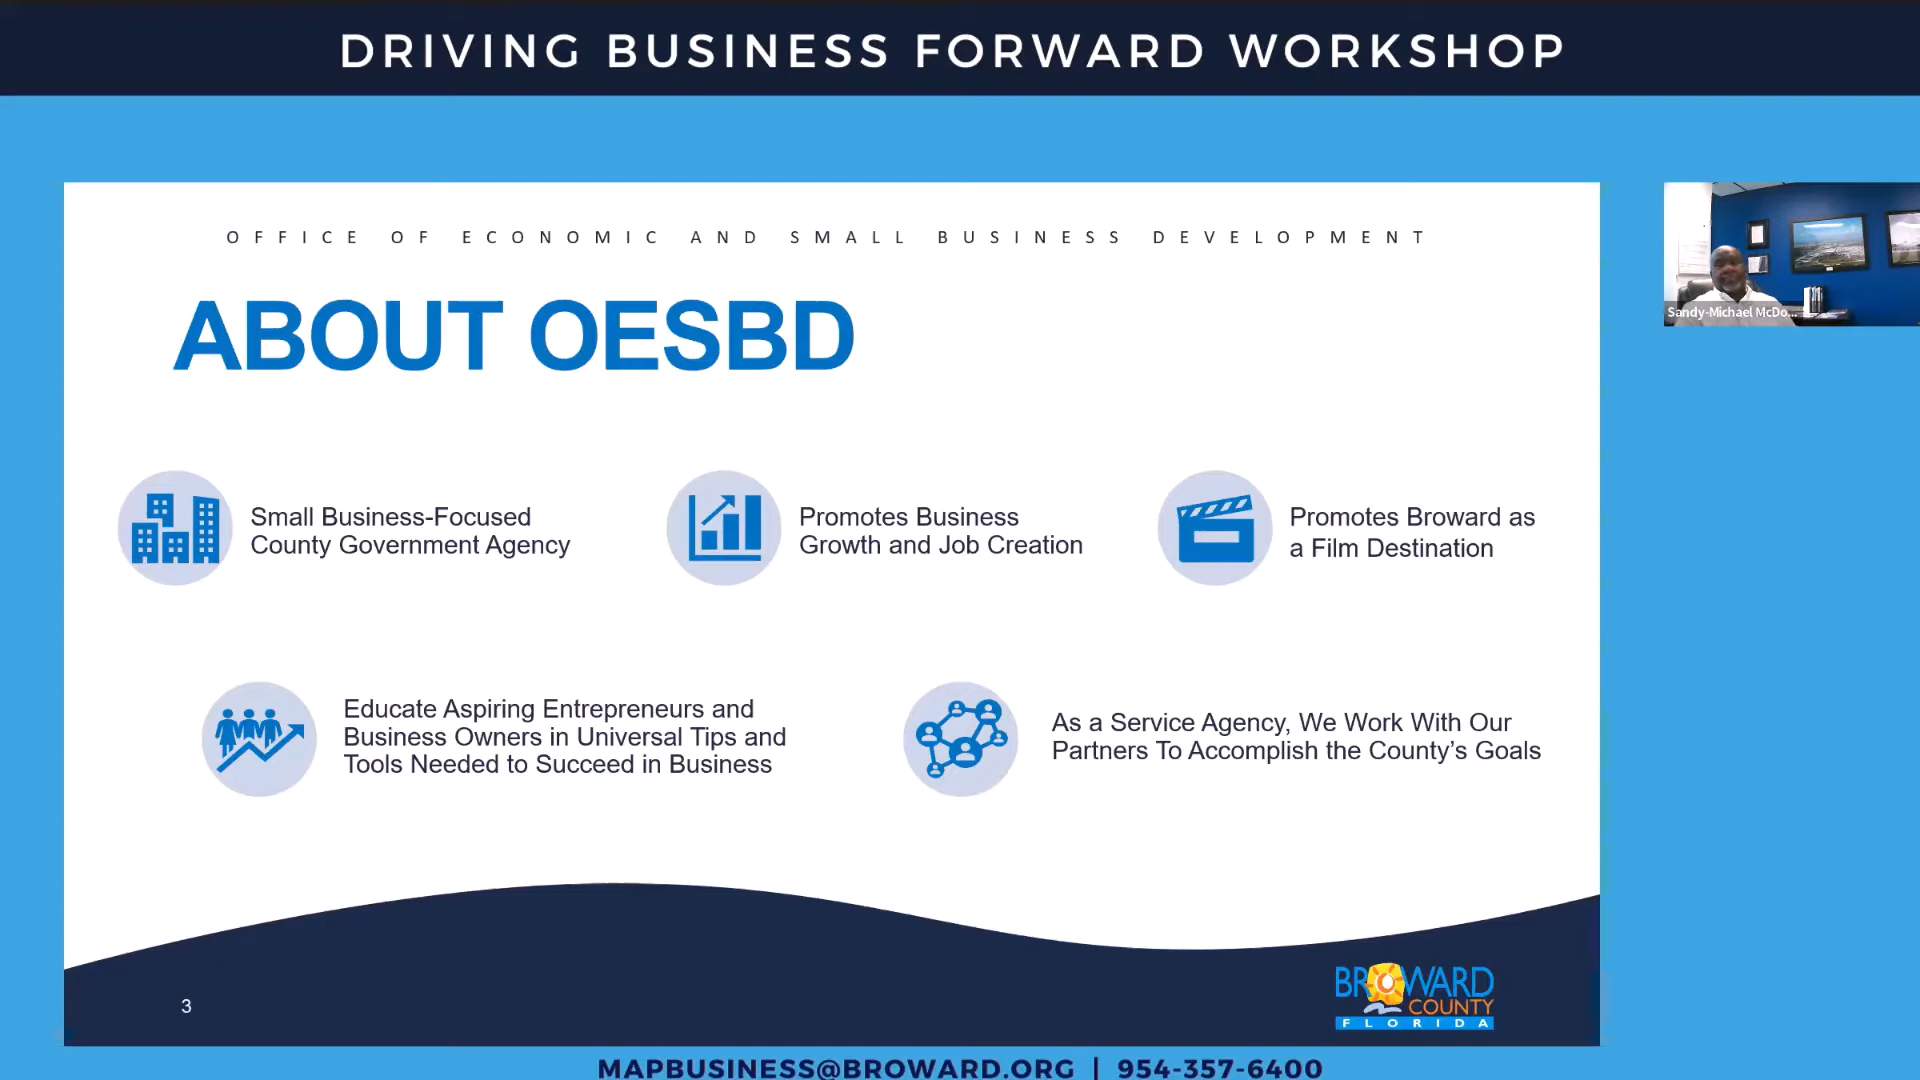 DRIVING BUSINESS FORWARD WORKSHOP
OFFICE OF ECONOMIC AND SMALL BUSINESS DEVELOPMENT
ABOUT OESBD
Small Business-Focused
County Government Agency
Promotes Business
Growth and Job Creation
Promotes Broward as
a Film Destination
Educate Aspiring Entrepreneurs and
Business Owners in Universal Tips and
Tools Needed to Succeed in Business
As a Service Agency, We Work With Our
Partners To Accomplish the County's Goals
Sandy-Michael McDo...
3
BROWARD
COUNTY
FLORIDA
MAPBUSINESS@BROWARD.ORG | 954-357-6400